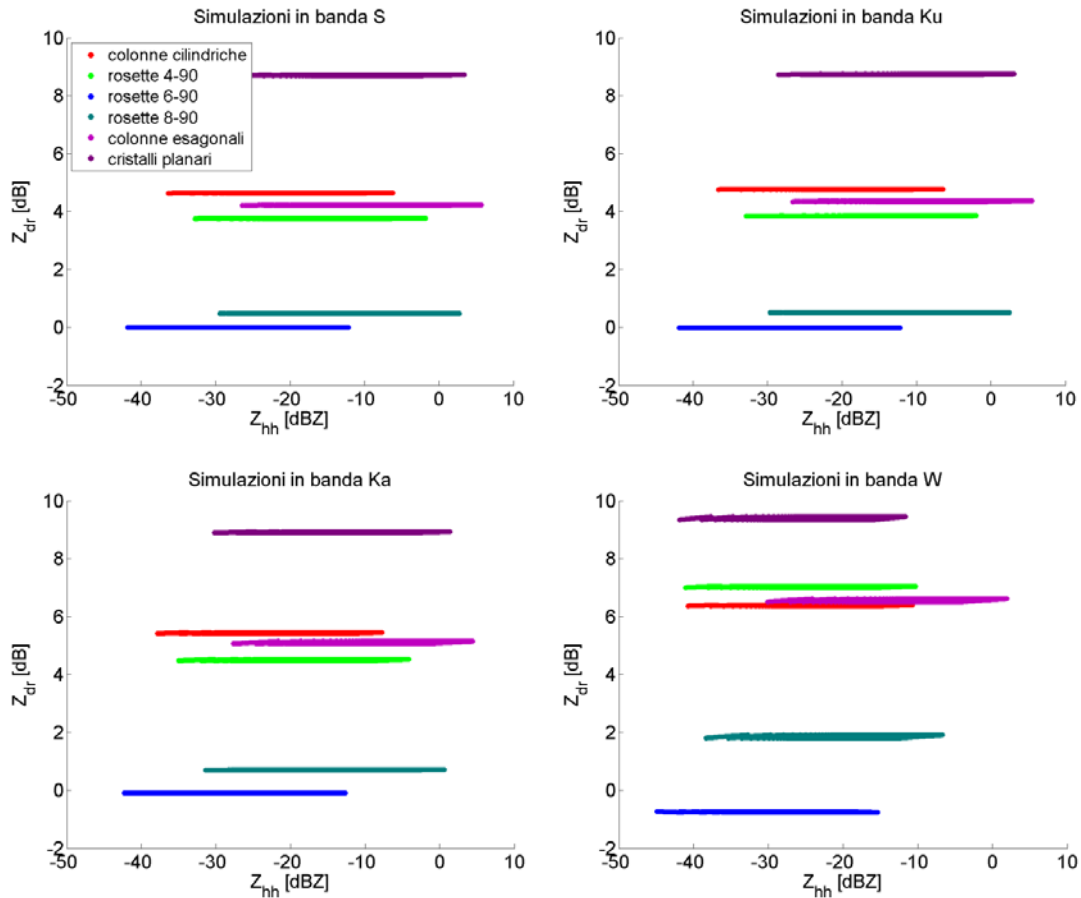 Simulazioni in banda S
10
8
6
4
2
0
-2
Z_dr [dB]
colonne cilindriche
rosette 4-90
rosette 6-90
rosette 8-90
colonne esagonali
cristalli planari
-50 -40 -30 -20 -10 0 10
Z_hh [dBZ]
Simulazioni in banda Ku
10
8
6
4
2
0
-2
Z_dr [dB]
-50 -40 -30 -20 -10 0 10
Z_hh [dBZ]
Simulazioni in banda Ka
10
8
6
4
2
0
-2
Z_dr [dB]
-50 -40 -30 -20 -10 0 10
Z_hh [dBZ]
Simulazioni in banda W
10
8
6
4
2
0
-2
Z_dr [dB]
-50 -40 -30 -20 -10 0 10
Z_hh [dBZ]